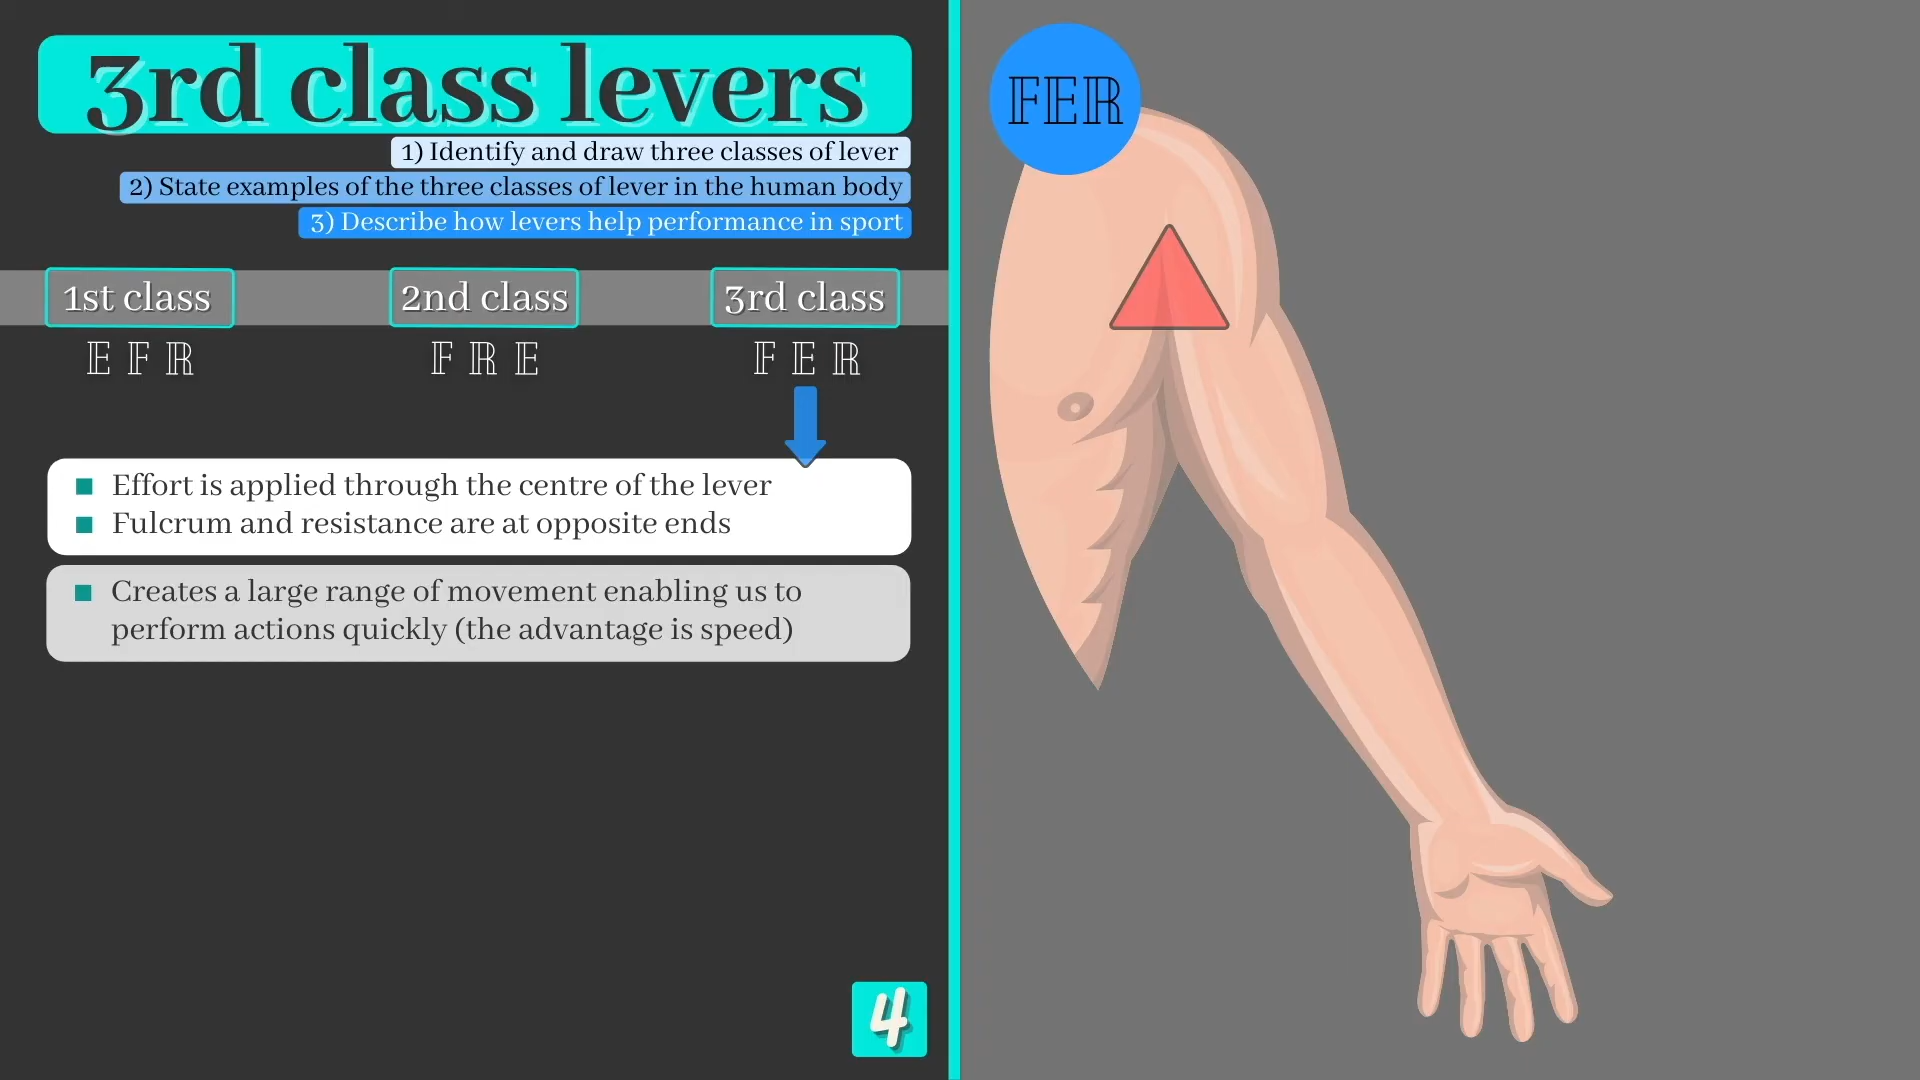 3rd class levers
1) Identify and draw three classes of lever
2) State examples of the three classes of lever in the human body
3) Describe how levers help performance in sport
1st class
2nd class
3rd class
E F R
F R E
F E R
Effort is applied through the centre of the lever
Fulcrum and resistance are at opposite ends
Creates a large range of movement enabling us to
perform actions quickly (the advantage is speed)
4
FER